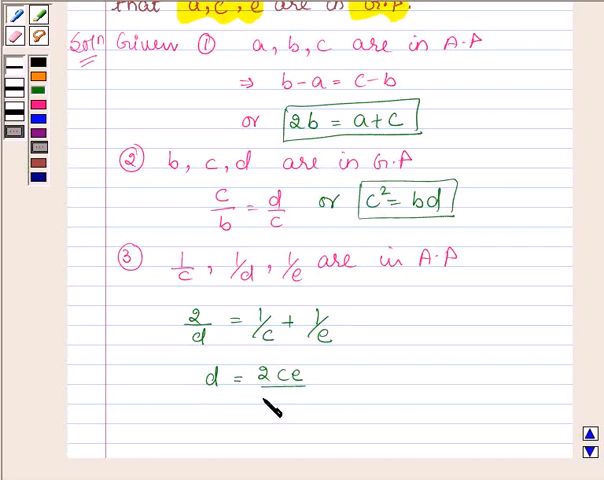 that a, c, e are in G.P.
Soln Given ① a, b, c are in A.P
⇒ b-a = c-b
or 2b = a+c
② b, c, d are in G.P
c/b = d/c or c² = bd
③ 1/c, 1/d, 1/e are in A.P
2/d = 1/c + 1/e
d = 2ce